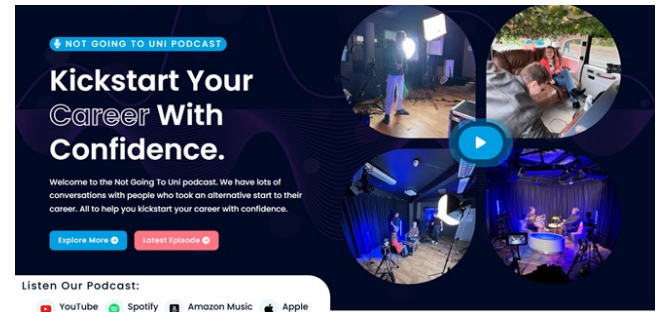 NOT GOING TO UNI PODCAST
Kickstart Your
Career With
Confidence.
Welcome to the Not Going To Uni podcast. We have lots of
conversations with people who took an alternative start to their
career. All to help you kickstart your career with confidence.
Explore More
Latest Episode
Listen Our Podcast:
YouTube Spotify Amazon Music Apple